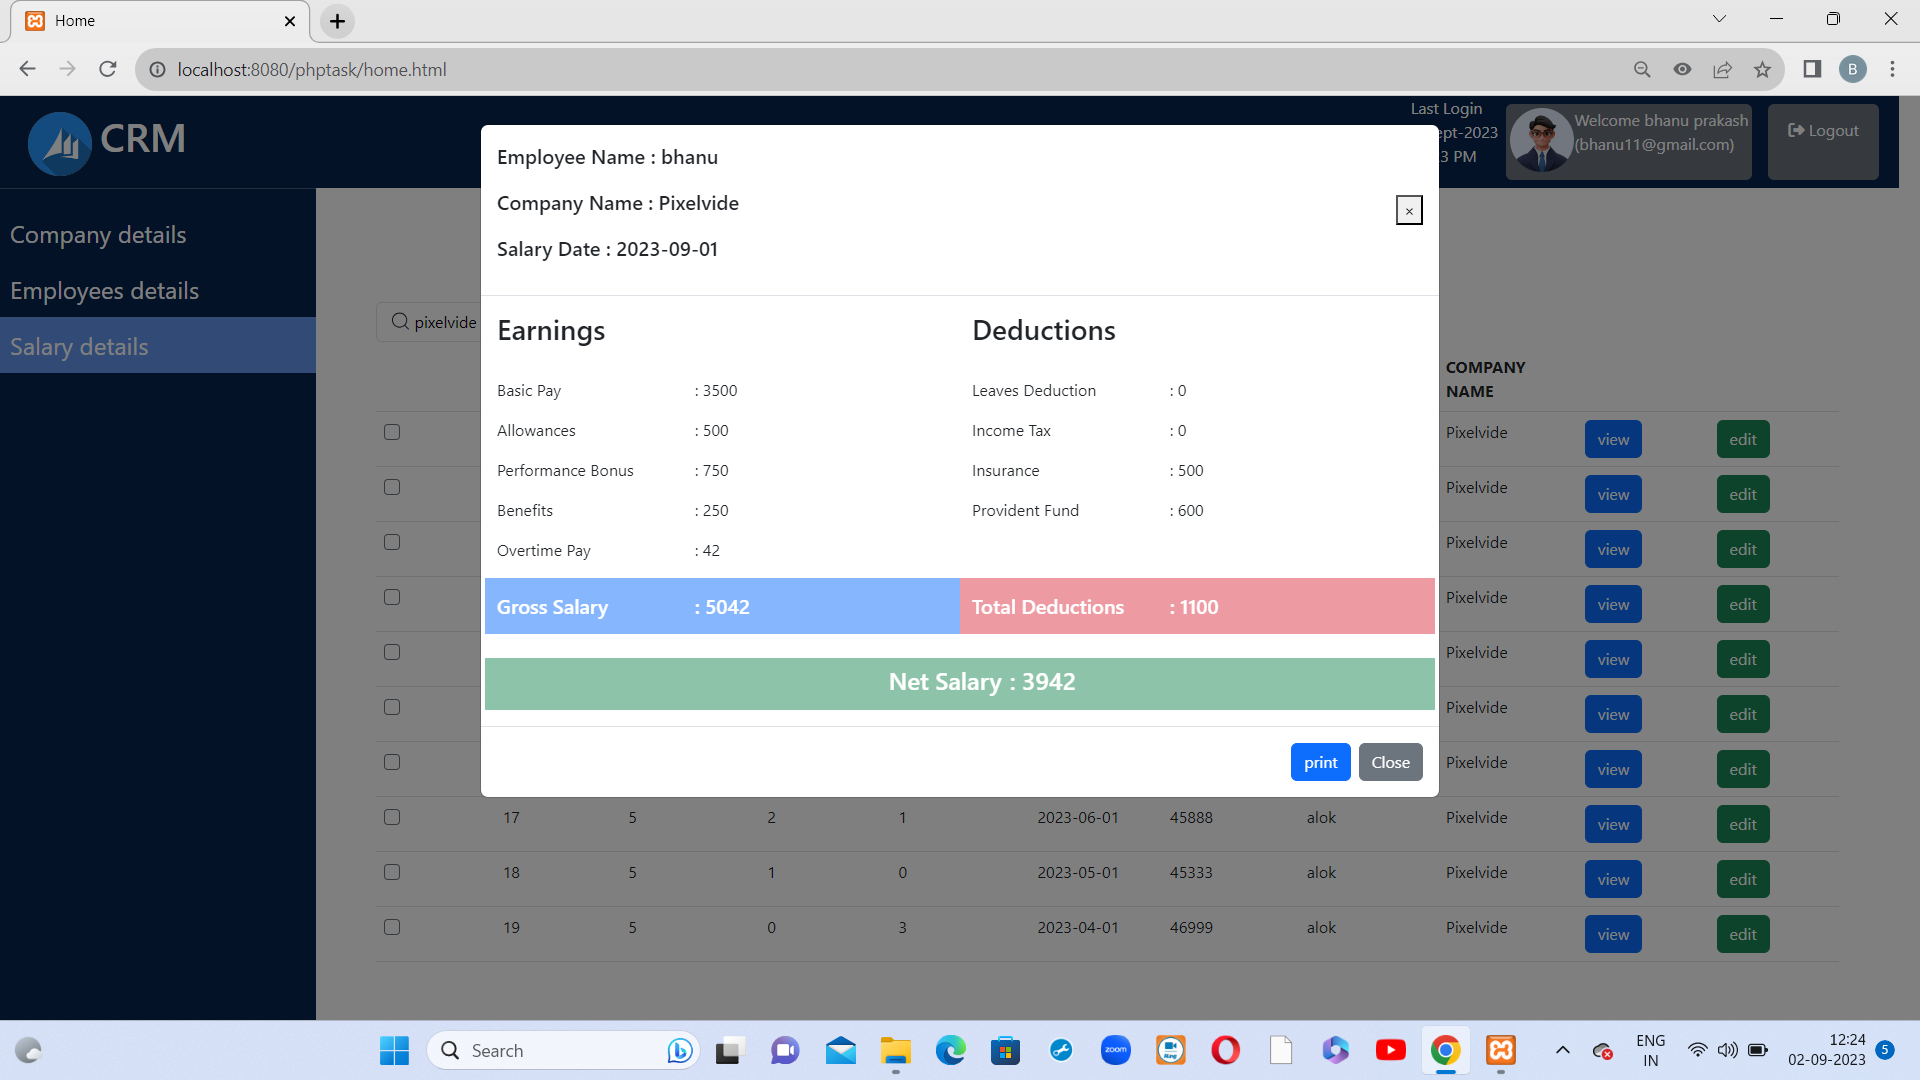 Home
localhost:8080/phptask/home.html
B
CRM
Last Login
ept-2023
3 PM
Welcome bhanu prakash
(bhanu11@gmail.com)
Logout
Company details
Employees details
Salary details
pixelvide
Employee Name : bhanu
Company Name : Pixelvide
Salary Date : 2023-09-01
×
Earnings
Deductions
Basic Pay : 3500
Leaves Deduction : 0
Allowances : 500
Income Tax : 0
Performance Bonus : 750
Insurance : 500
Benefits : 250
Provident Fund : 600
Overtime Pay : 42
Gross Salary : 5042
Total Deductions : 1100
Net Salary : 3942
print
Close
COMPANY
NAME
Pixelvide view edit
Pixelvide view edit
Pixelvide view edit
Pixelvide view edit
Pixelvide view edit
Pixelvide view edit
Pixelvide view edit
17 5 2 1 2023-06-01 45888 alok Pixelvide view edit
18 5 1 0 2023-05-01 45333 alok Pixelvide view edit
19 5 0 3 2023-04-01 46999 alok Pixelvide view edit
Search
zoom
ENG
IN
12:24
02-09-2023
5